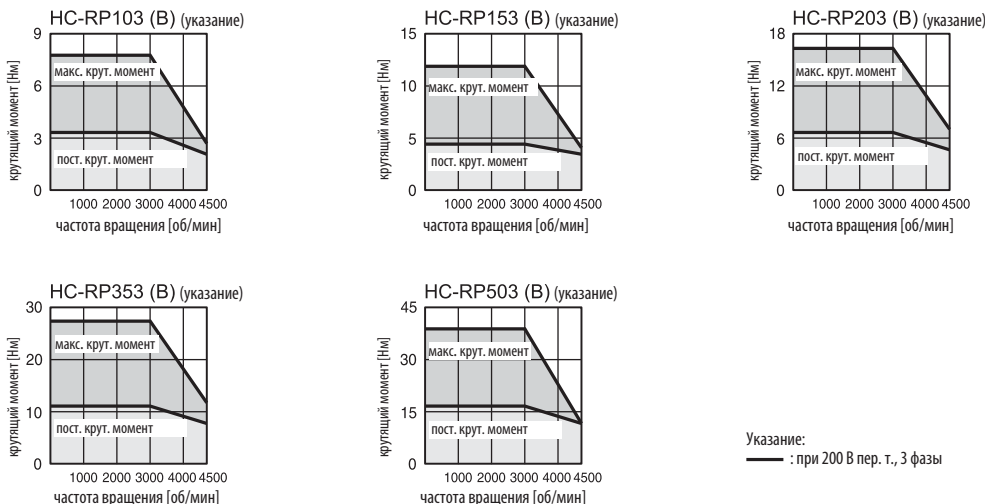 HC-RP103 (B) (указание)
крутящий момент [Нм]
9
6
3
0
макс. крут. момент
пост. крут. момент
1000 2000 3000 4000 4500
частота вращения [об/мин]
HC-RP153 (B) (указание)
крутящий момент [Нм]
15
10
5
0
макс. крут. момент
пост. крут. момент
1000 2000 3000 4000 4500
частота вращения [об/мин]
HC-RP203 (B) (указание)
крутящий момент [Нм]
18
12
6
0
макс. крут. момент
пост. крут. момент
1000 2000 3000 4000 4500
частота вращения [об/мин]
HC-RP353 (B) (указание)
крутящий момент [Нм]
30
20
10
0
макс. крут. момент
пост. крут. момент
1000 2000 3000 4000 4500
частота вращения [об/мин]
HC-RP503 (B) (указание)
крутящий момент [Нм]
45
30
15
0
макс. крут. момент
пост. крут. момент
1000 2000 3000 4000 4500
частота вращения [об/мин]
Указание:
: при 200 В пер. т., 3 фазы